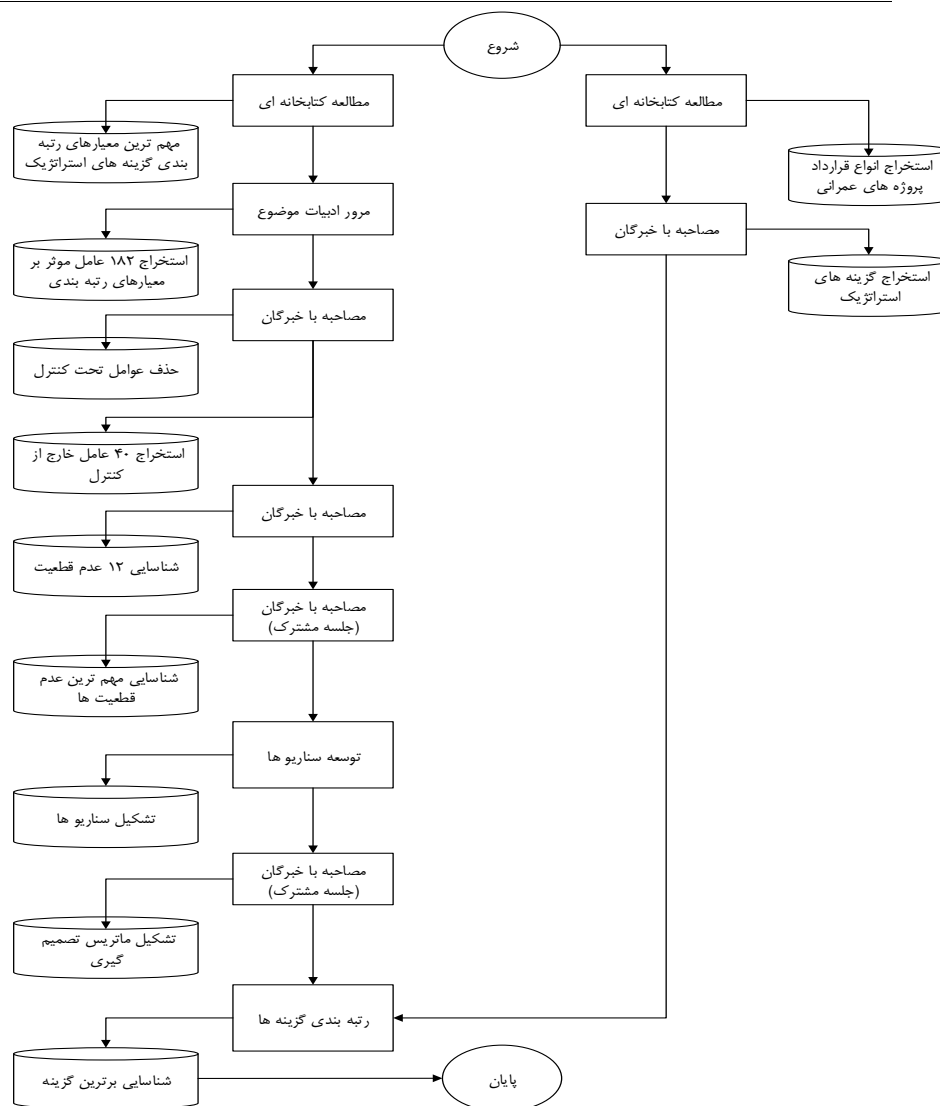 شروع
مطالعه کتابخانه ای
مطالعه کتابخانه ای
مهم ترین معیارهای رتبه
بندی گزینه های استراتژیک
استخراج انواع قرارداد
پروژه های عمرانی
مرور ادبیات موضوع
مصاحبه با خبرگان
استخراج ۱۸۲ عامل موثر بر
معیارهای رتبه بندی
استخراج گزینه های
استراتژیک
مصاحبه با خبرگان
حذف عوامل تحت کنترل
استخراج ۴۰ عامل خارج از
کنترل
مصاحبه با خبرگان
شناسایی ۱۲ عدم قطعیت
مصاحبه با خبرگان
(جلسه مشترک)
شناسایی مهم ترین عدم
قطعیت ها
توسعه سناریو ها
تشکیل سناریو ها
مصاحبه با خبرگان
(جلسه مشترک)
تشکیل ماتریس تصمیم
گیری
رتبه بندی گزینه ها
شناسایی برترین گزینه
پایان